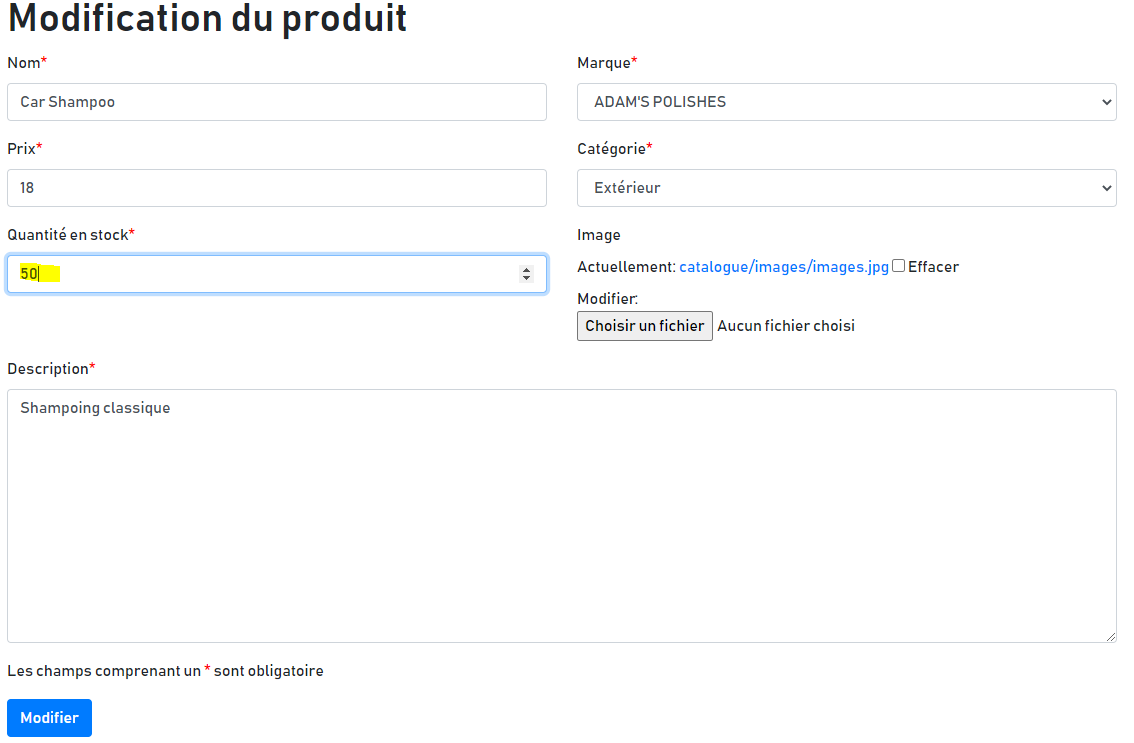 Modification du produit
Nom*
Marque*
Car Shampoo
ADAM'S POLISHES
Prix*
Catégorie*
18
Extérieur
Quantité en stock*
Image
50
Actuellement: catalogue/images/images.jpg Effacer
Modifier:
Choisir un fichier Aucun fichier choisi
Description*
Shampoing classique
Les champs comprenant un * sont obligatoire
Modifier